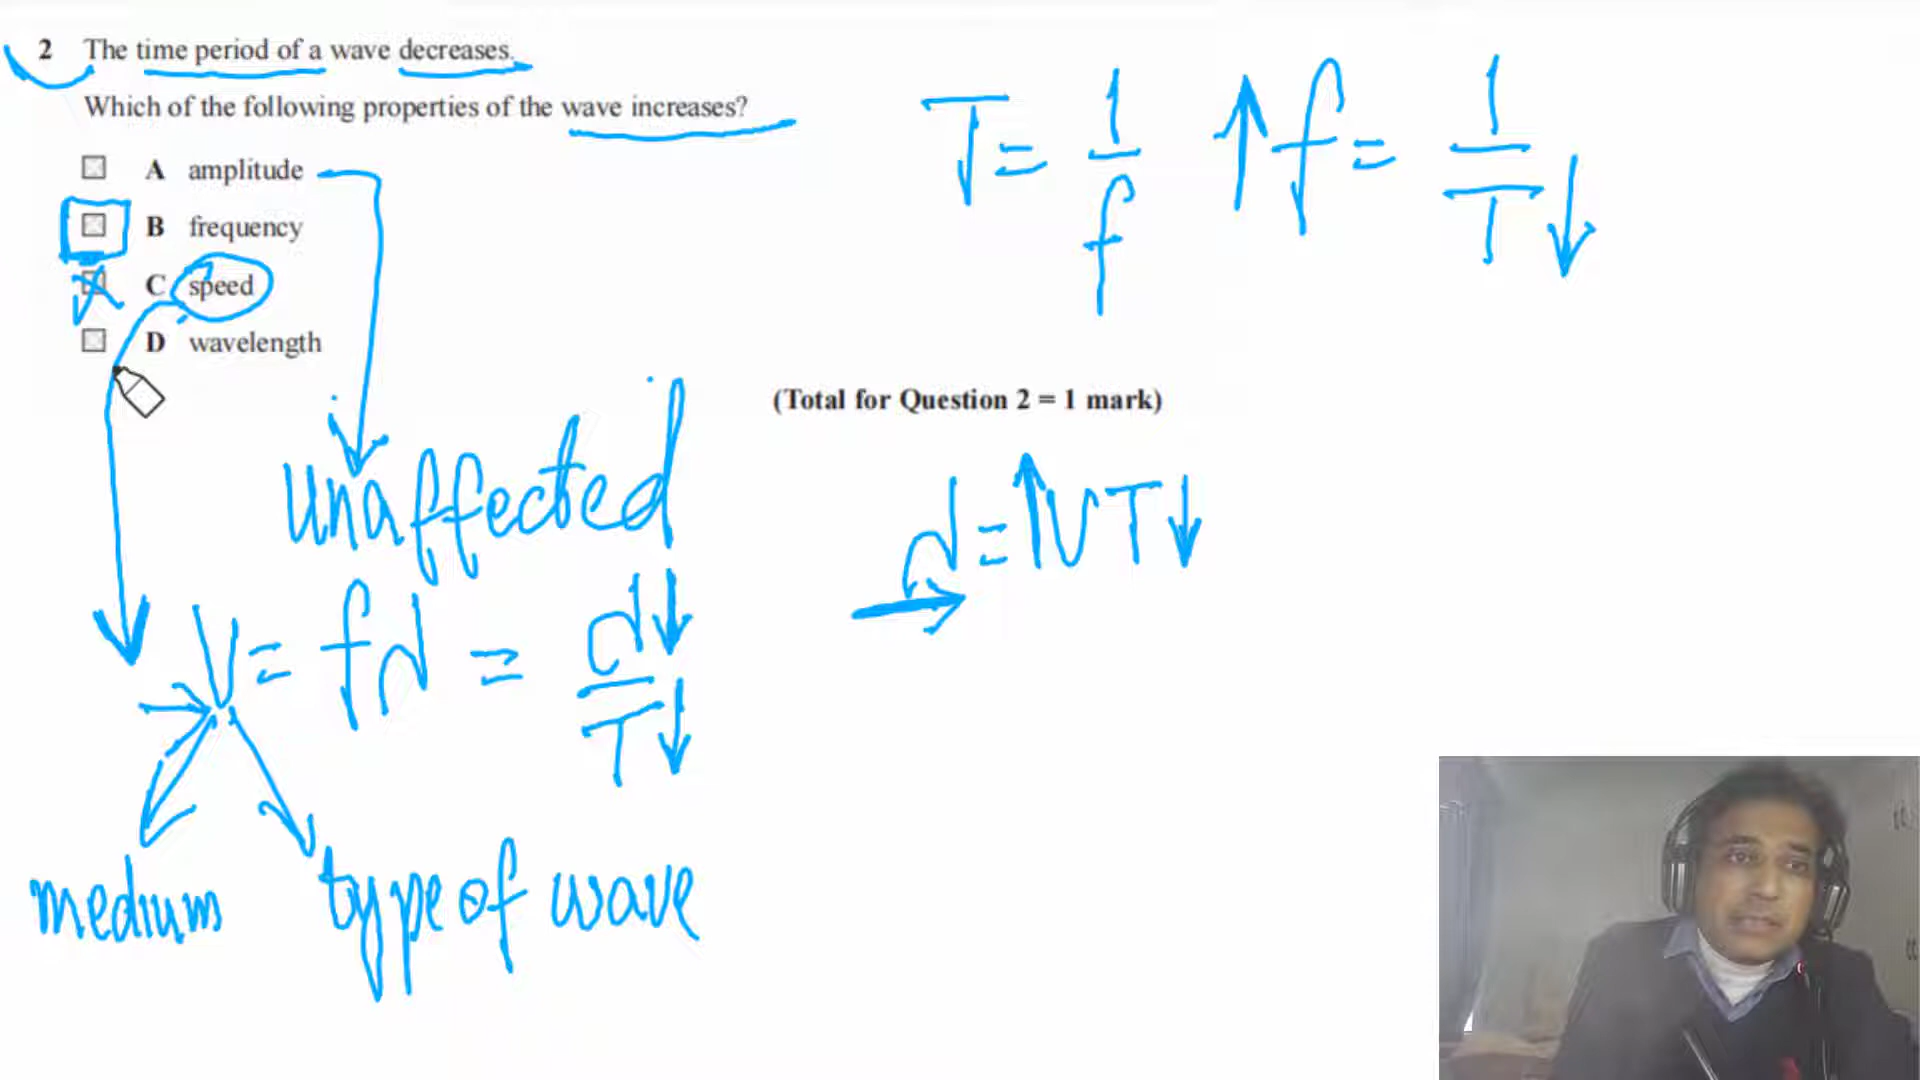 2 The time period of a wave decreases.
Which of the following properties of the wave increases?
A amplitude
B frequency
C speed
D wavelength
(Total for Question 2 = 1 mark)
T = 1/f ↑f = 1/T↓
unaffected
λ = ↑VT↓
V = fλ = λ↓/T↓
medium type of wave